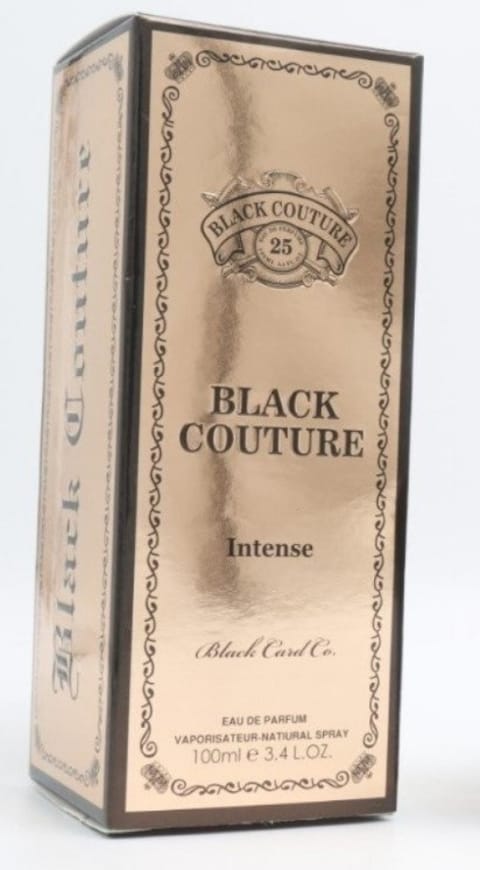 Black Couture
BLACK COUTURE
25
BLACK
COUTURE
Intense
Black Card Co.
EAU DE PARFUM
VAPORISATEUR-NATIURAL SPRAY
100ml e 3.4 L.OZ.